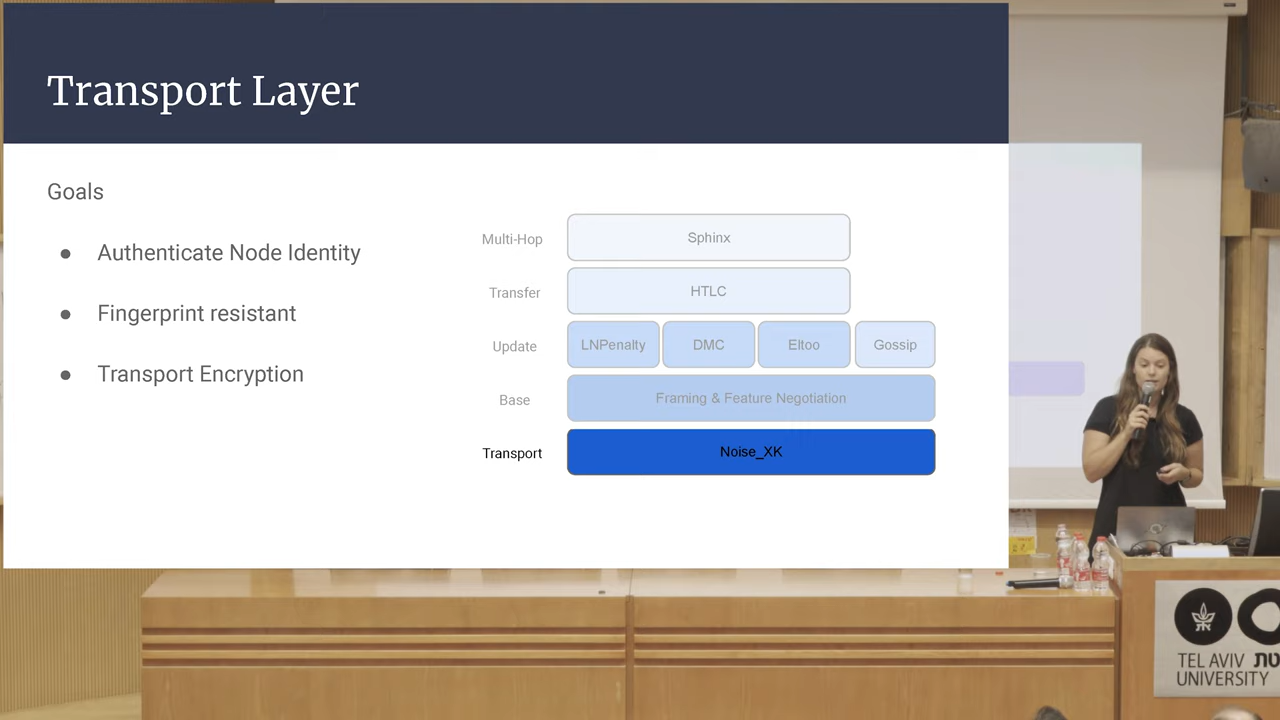 Transport Layer
Goals
● Authenticate Node Identity
● Fingerprint resistant
● Transport Encryption
Multi-Hop
Sphinx
Transfer
HTLC
Update
LNPenalty
DMC
Eltoo
Gossip
Base
Framing & Feature Negotiation
Transport
Noise_XK
TEL AVIV
UNIVERSITY